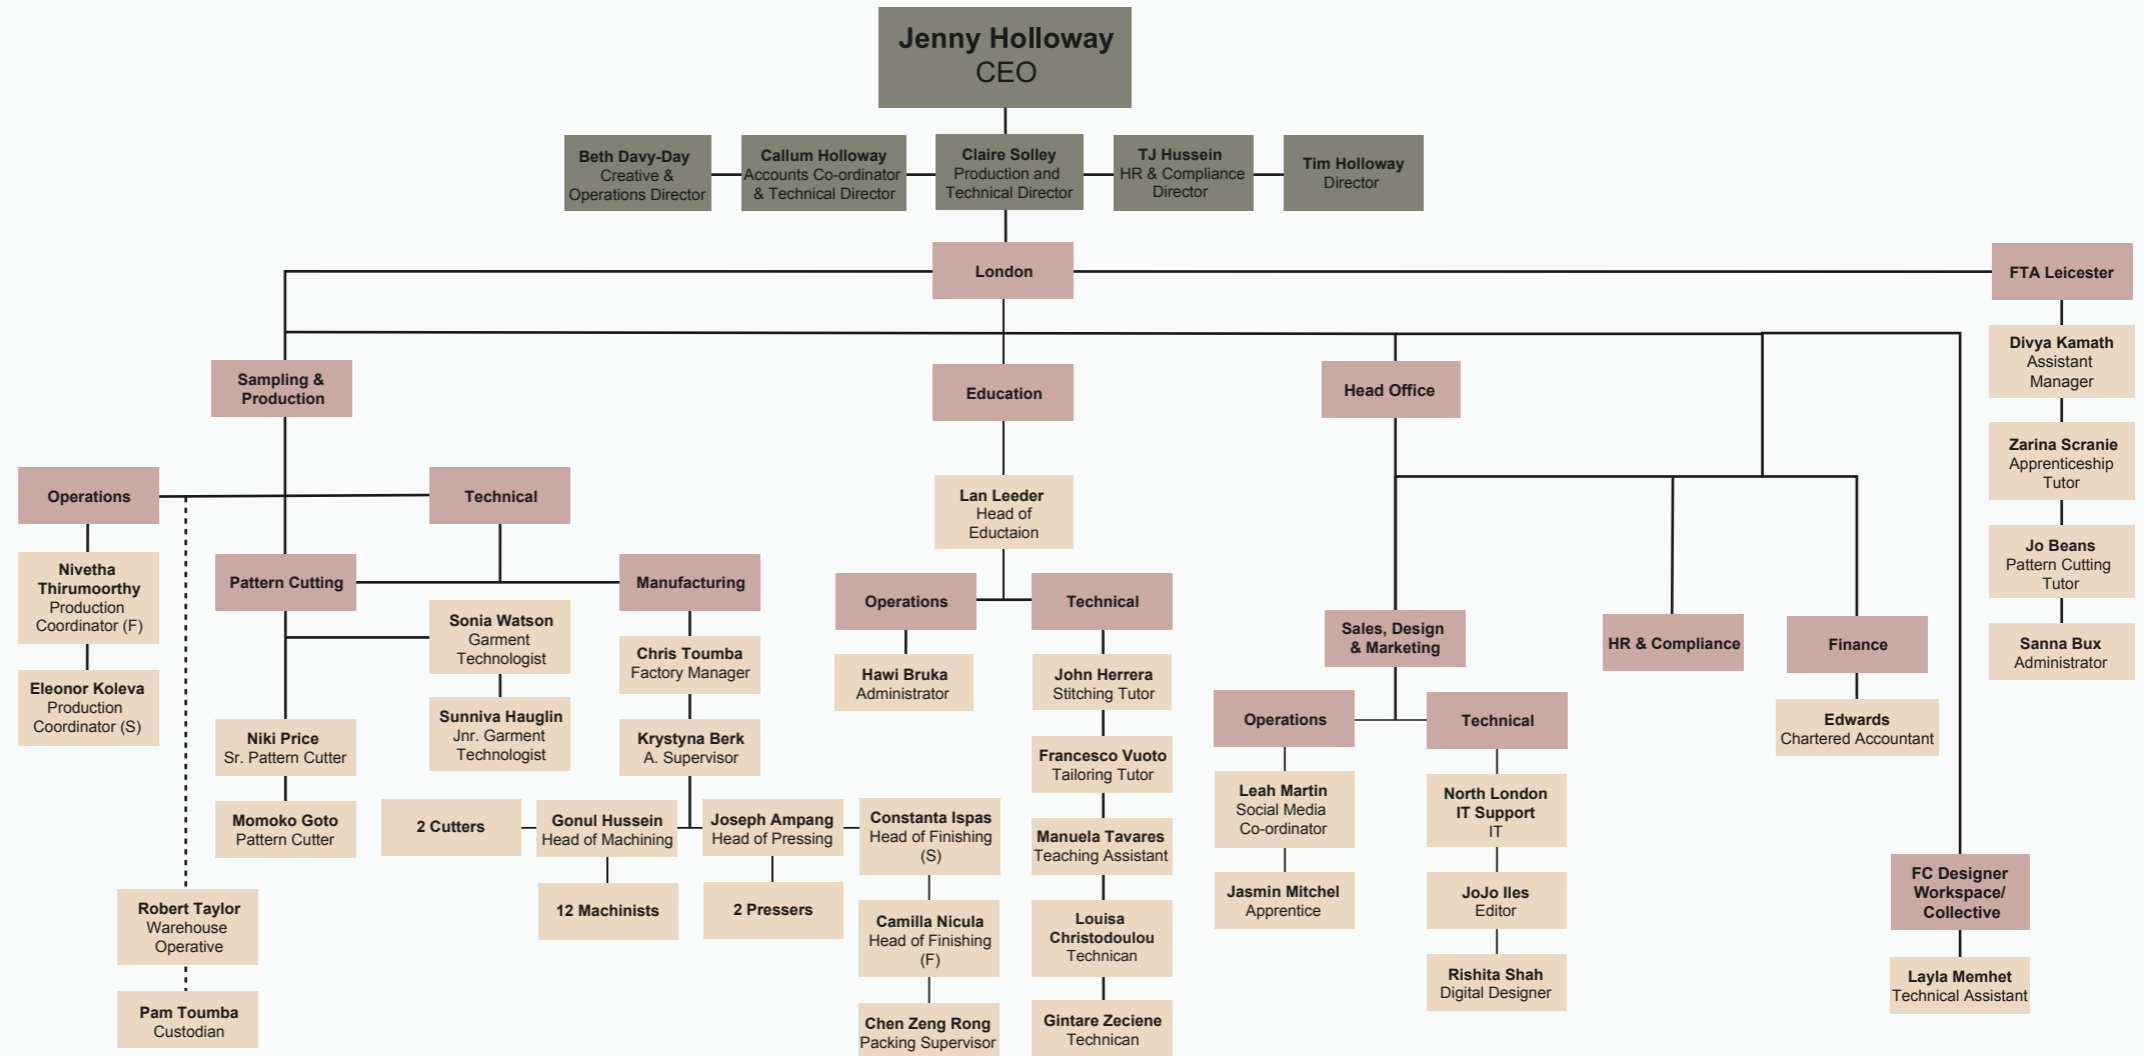 Jenny Holloway
CEO
Beth Davy-Day
Creative &
Operations Director
Callum Holloway
Accounts Co-ordinator
& Technical Director
Claire Solley
Production and
Technical Director
TJ Hussein
HR & Compliance
Director
Tim Holloway
Director
London
FTA Leicester
Divya Kamath
Assistant
Manager
Zarina Scranie
Apprenticeship
Tutor
Jo Beans
Pattern Cutting
Tutor
Sanna Bux
Administrator
Sampling &
Production
Operations
Nivetha
Thirumoorthy
Production
Coordinator (F)
Eleonor Koleva
Production
Coordinator (S)
Robert Taylor
Warehouse
Operative
Pam Toumba
Custodian
Technical
Pattern Cutting
Niki Price
Sr. Pattern Cutter
Momoko Goto
Pattern Cutter
Sonia Watson
Garment
Technologist
Sunniva Hauglin
Jnr. Garment
Technologist
Manufacturing
Chris Toumba
Factory Manager
Krystyna Berk
A. Supervisor
2 Cutters
Gonul Hussein
Head of Machining
12 Machinists
Joseph Ampang
Head of Pressing
2 Pressers
Constanta Ispas
Head of Finishing
(S)
Camilla Nicula
Head of Finishing
(F)
Chen Zeng Rong
Packing Supervisor
Education
Lan Leeder
Head of
Eductaion
Operations
Hawi Bruka
Administrator
Technical
John Herrera
Stitching Tutor
Francesco Vuoto
Tailoring Tutor
Manuela Tavares
Teaching Assistant
Louisa
Christodoulou
Technican
Gintare Zeciene
Technican
Head Office
Sales, Design
& Marketing
Operations
Leah Martin
Social Media
Co-ordinator
Jasmin Mitchel
Apprentice
Technical
North London
IT Support
IT
JoJo Iles
Editor
Rishita Shah
Digital Designer
HR & Compliance
Finance
Edwards
Chartered Accountant
FC Designer
Workspace/
Collective
Layla Memhet
Technical Assistant